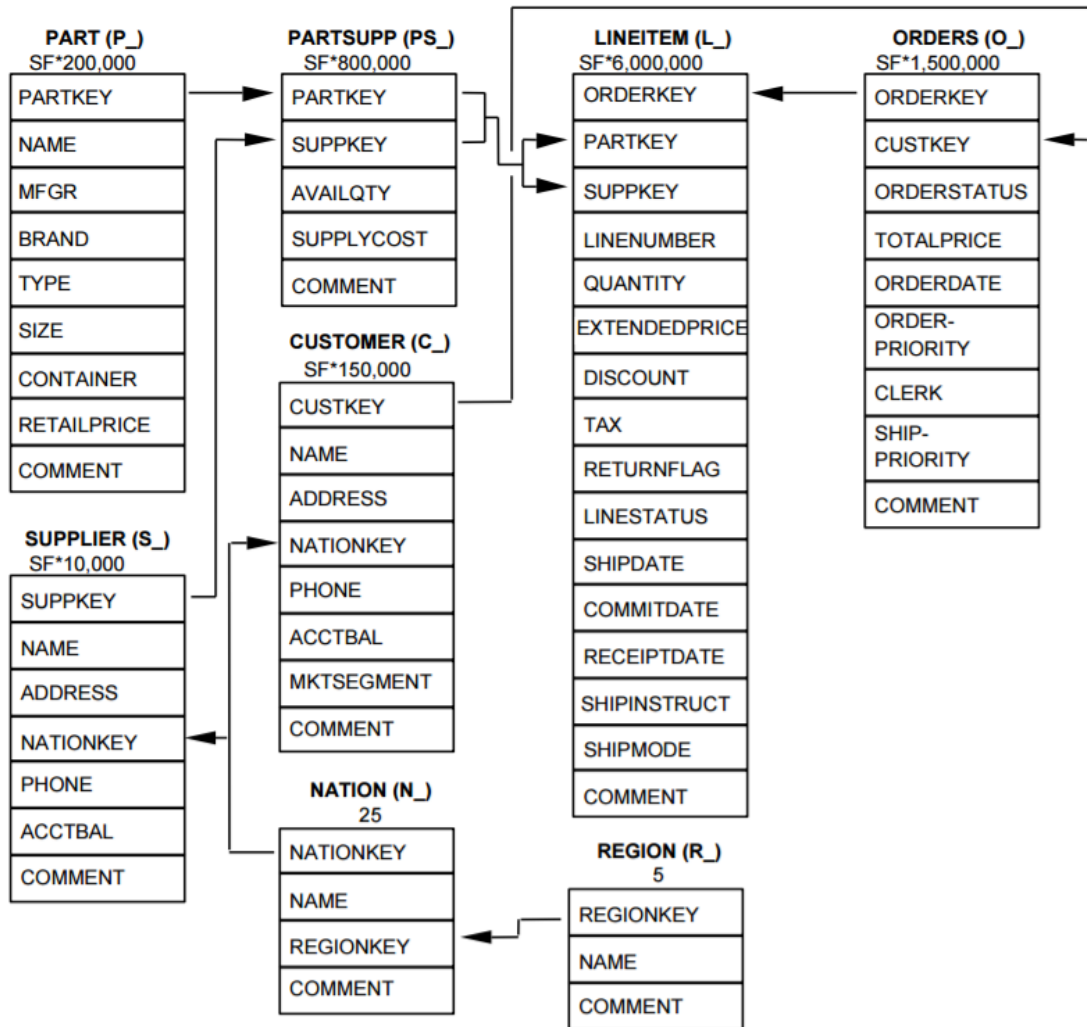 PART (P_)
SF*200,000
PARTKEY
NAME
MFGR
BRAND
TYPE
SIZE
CONTAINER
RETAILPRICE
COMMENT
SUPPLIER (S_)
SF*10,000
SUPPKEY
NAME
ADDRESS
NATIONKEY
PHONE
ACCTBAL
COMMENT
PARTSUPP (PS_)
SF*800,000
PARTKEY
SUPPKEY
AVAILQTY
SUPPLYCOST
COMMENT
CUSTOMER (C_)
SF*150,000
CUSTKEY
NAME
ADDRESS
NATIONKEY
PHONE
ACCTBAL
MKTSEGMENT
COMMENT
NATION (N_)
25
NATIONKEY
NAME
REGIONKEY
COMMENT
LINEITEM (L_)
SF*6,000,000
ORDERKEY
PARTKEY
SUPPKEY
LINENUMBER
QUANTITY
EXTENDEDPRICE
DISCOUNT
TAX
RETURNFLAG
LINESTATUS
SHIPDATE
COMMITDATE
RECEIPTDATE
SHIPINSTRUCT
SHIPMODE
COMMENT
REGION (R_)
5
REGIONKEY
NAME
COMMENT
ORDERS (O_)
SF*1,500,000
ORDERKEY
CUSTKEY
ORDERSTATUS
TOTALPRICE
ORDERDATE
ORDER-
PRIORITY
CLERK
SHIP-
PRIORITY
COMMENT